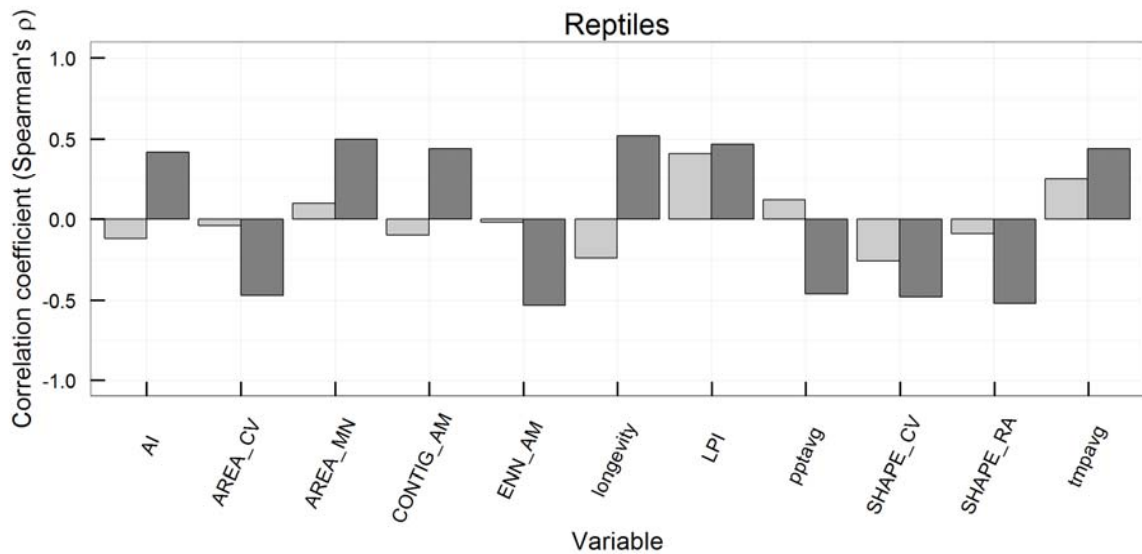 Reptiles
Correlation coefficient (Spearman's ρ)
1.0
0.5
0.0
-0.5
-1.0
AI
AREA_CV
AREA_MN
CONTIG_AM
ENN_AM
longevity
LPI
pptavg
SHAPE_CV
SHAPE_RA
tmpavg
Variable